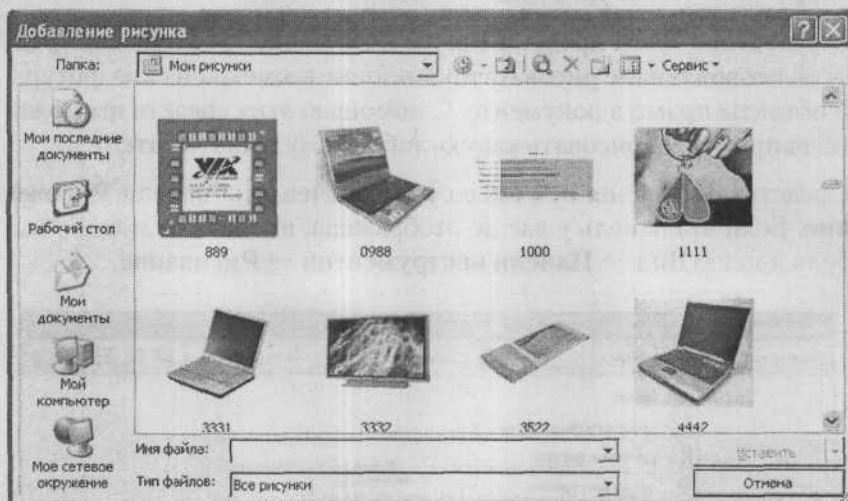 Добавление рисунка
Папка:
Мои рисунки
Сервис
Мои последние
документы
Рабочий стол
Мои
документы
Мой
компьютер
Мое сетевое
окружение
VIA
889
0988
1000
1111
3331
3332
3522
4442
Имя файла:
Вставить
Тип файлов:
Все рисунки
Отмена